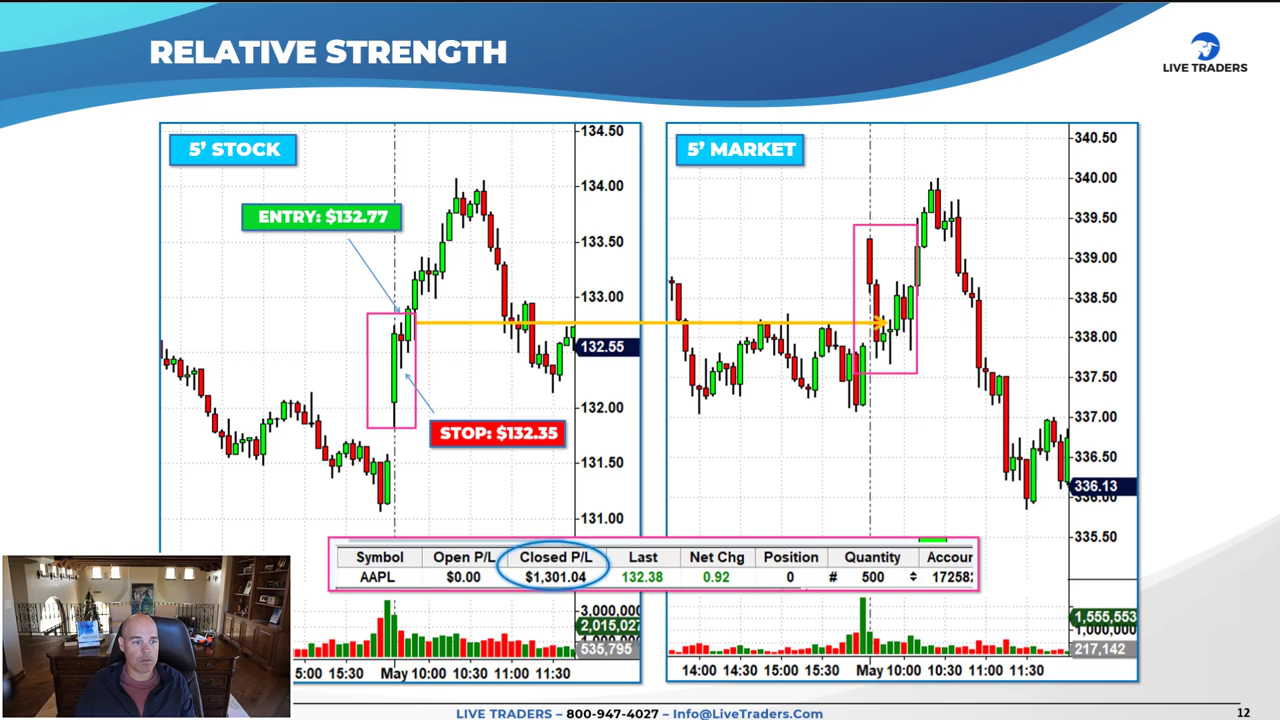 RELATIVE STRENGTH
LIVE TRADERS
5' STOCK
ENTRY: $132.77
STOP: $132.35
134.50
134.00
133.50
133.00
132.55
132.00
131.50
131.00
3,000,000
2,015,027
535,795
5:00 15:30 May 10:00 10:30 11:00 11:30
5' MARKET
340.50
340.00
339.50
339.00
338.50
338.00
337.50
337.00
336.50
336.13
336.00
335.50
1,555,553
1,000,000
217,142
14:00 14:30 15:00 15:30 May 10:00 10:30 11:00 11:30
Symbol Open P/L Closed P/L Last Net Chg Position Quantity Accour
AAPL $0.00 $1,301.04 132.38 0.92 0 # 500 17258
LIVE TRADERS – 800-947-4027 – Info@LiveTraders.Com
12